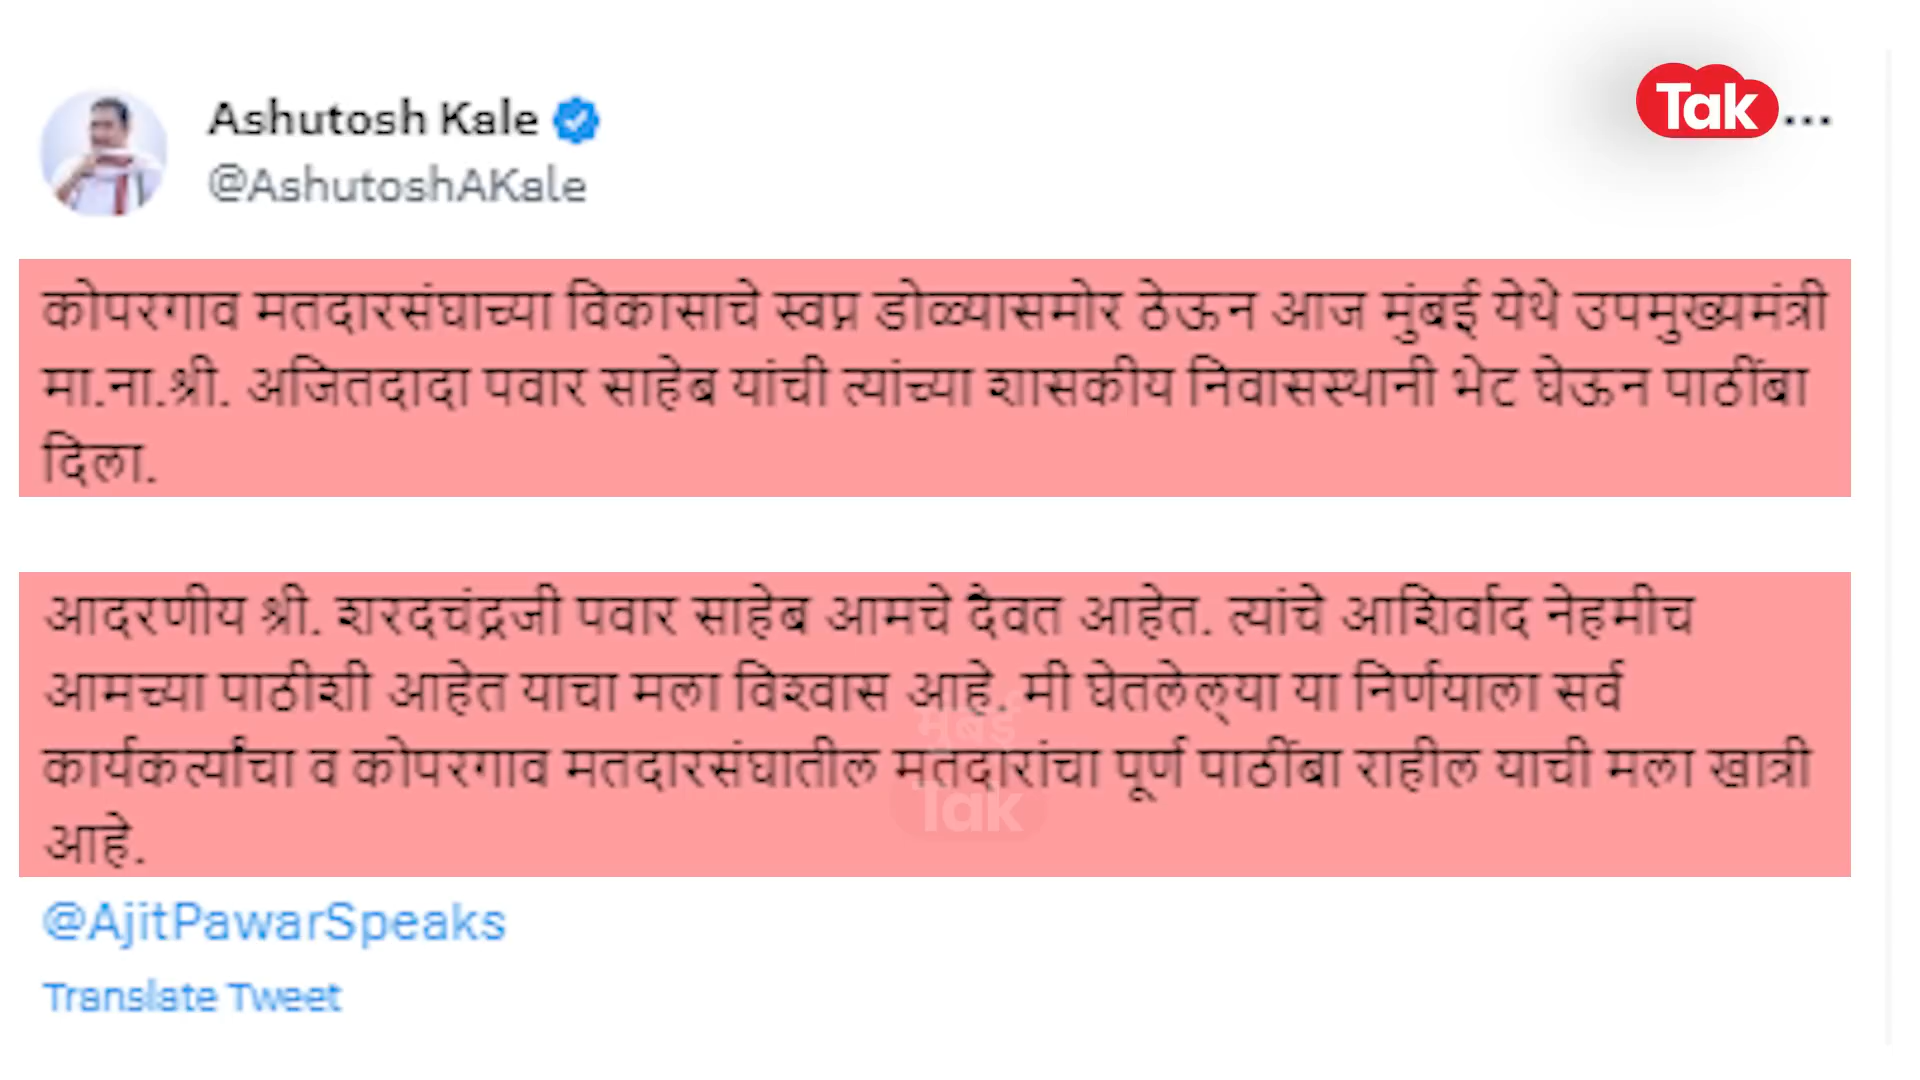 Ashutosh Kale
Tak
@AshutoshAKale
कोपरगाव मतदारसंघाच्या विकासाचे स्वप्न डोळ्यासमोर ठेऊन आज मुंबई येथे उपमुख्यमंत्री
मा.ना.श्री. अजितदादा पवार साहेब यांची त्यांच्या शासकीय निवासस्थानी भेट घेऊन पाठींबा
दिला.
आदरणीय श्री. शरदचंद्रजी पवार साहेब आमचे दैवत आहेत. त्यांचे आशिर्वाद नेहमीच
आमच्या पाठीशी आहेत याचा मला विश्वास आहे. मी घेतलेल्‌या या निर्णयाला सर्व
कार्यकर्त्यांचा व कोपरगाव मतदारसंघातील मतदारांचा पूर्ण पाठींबा राहील याची मला खात्री
आहे.
मुंबई
Tak
@AjitPawarSpeaks
Translate Tweet